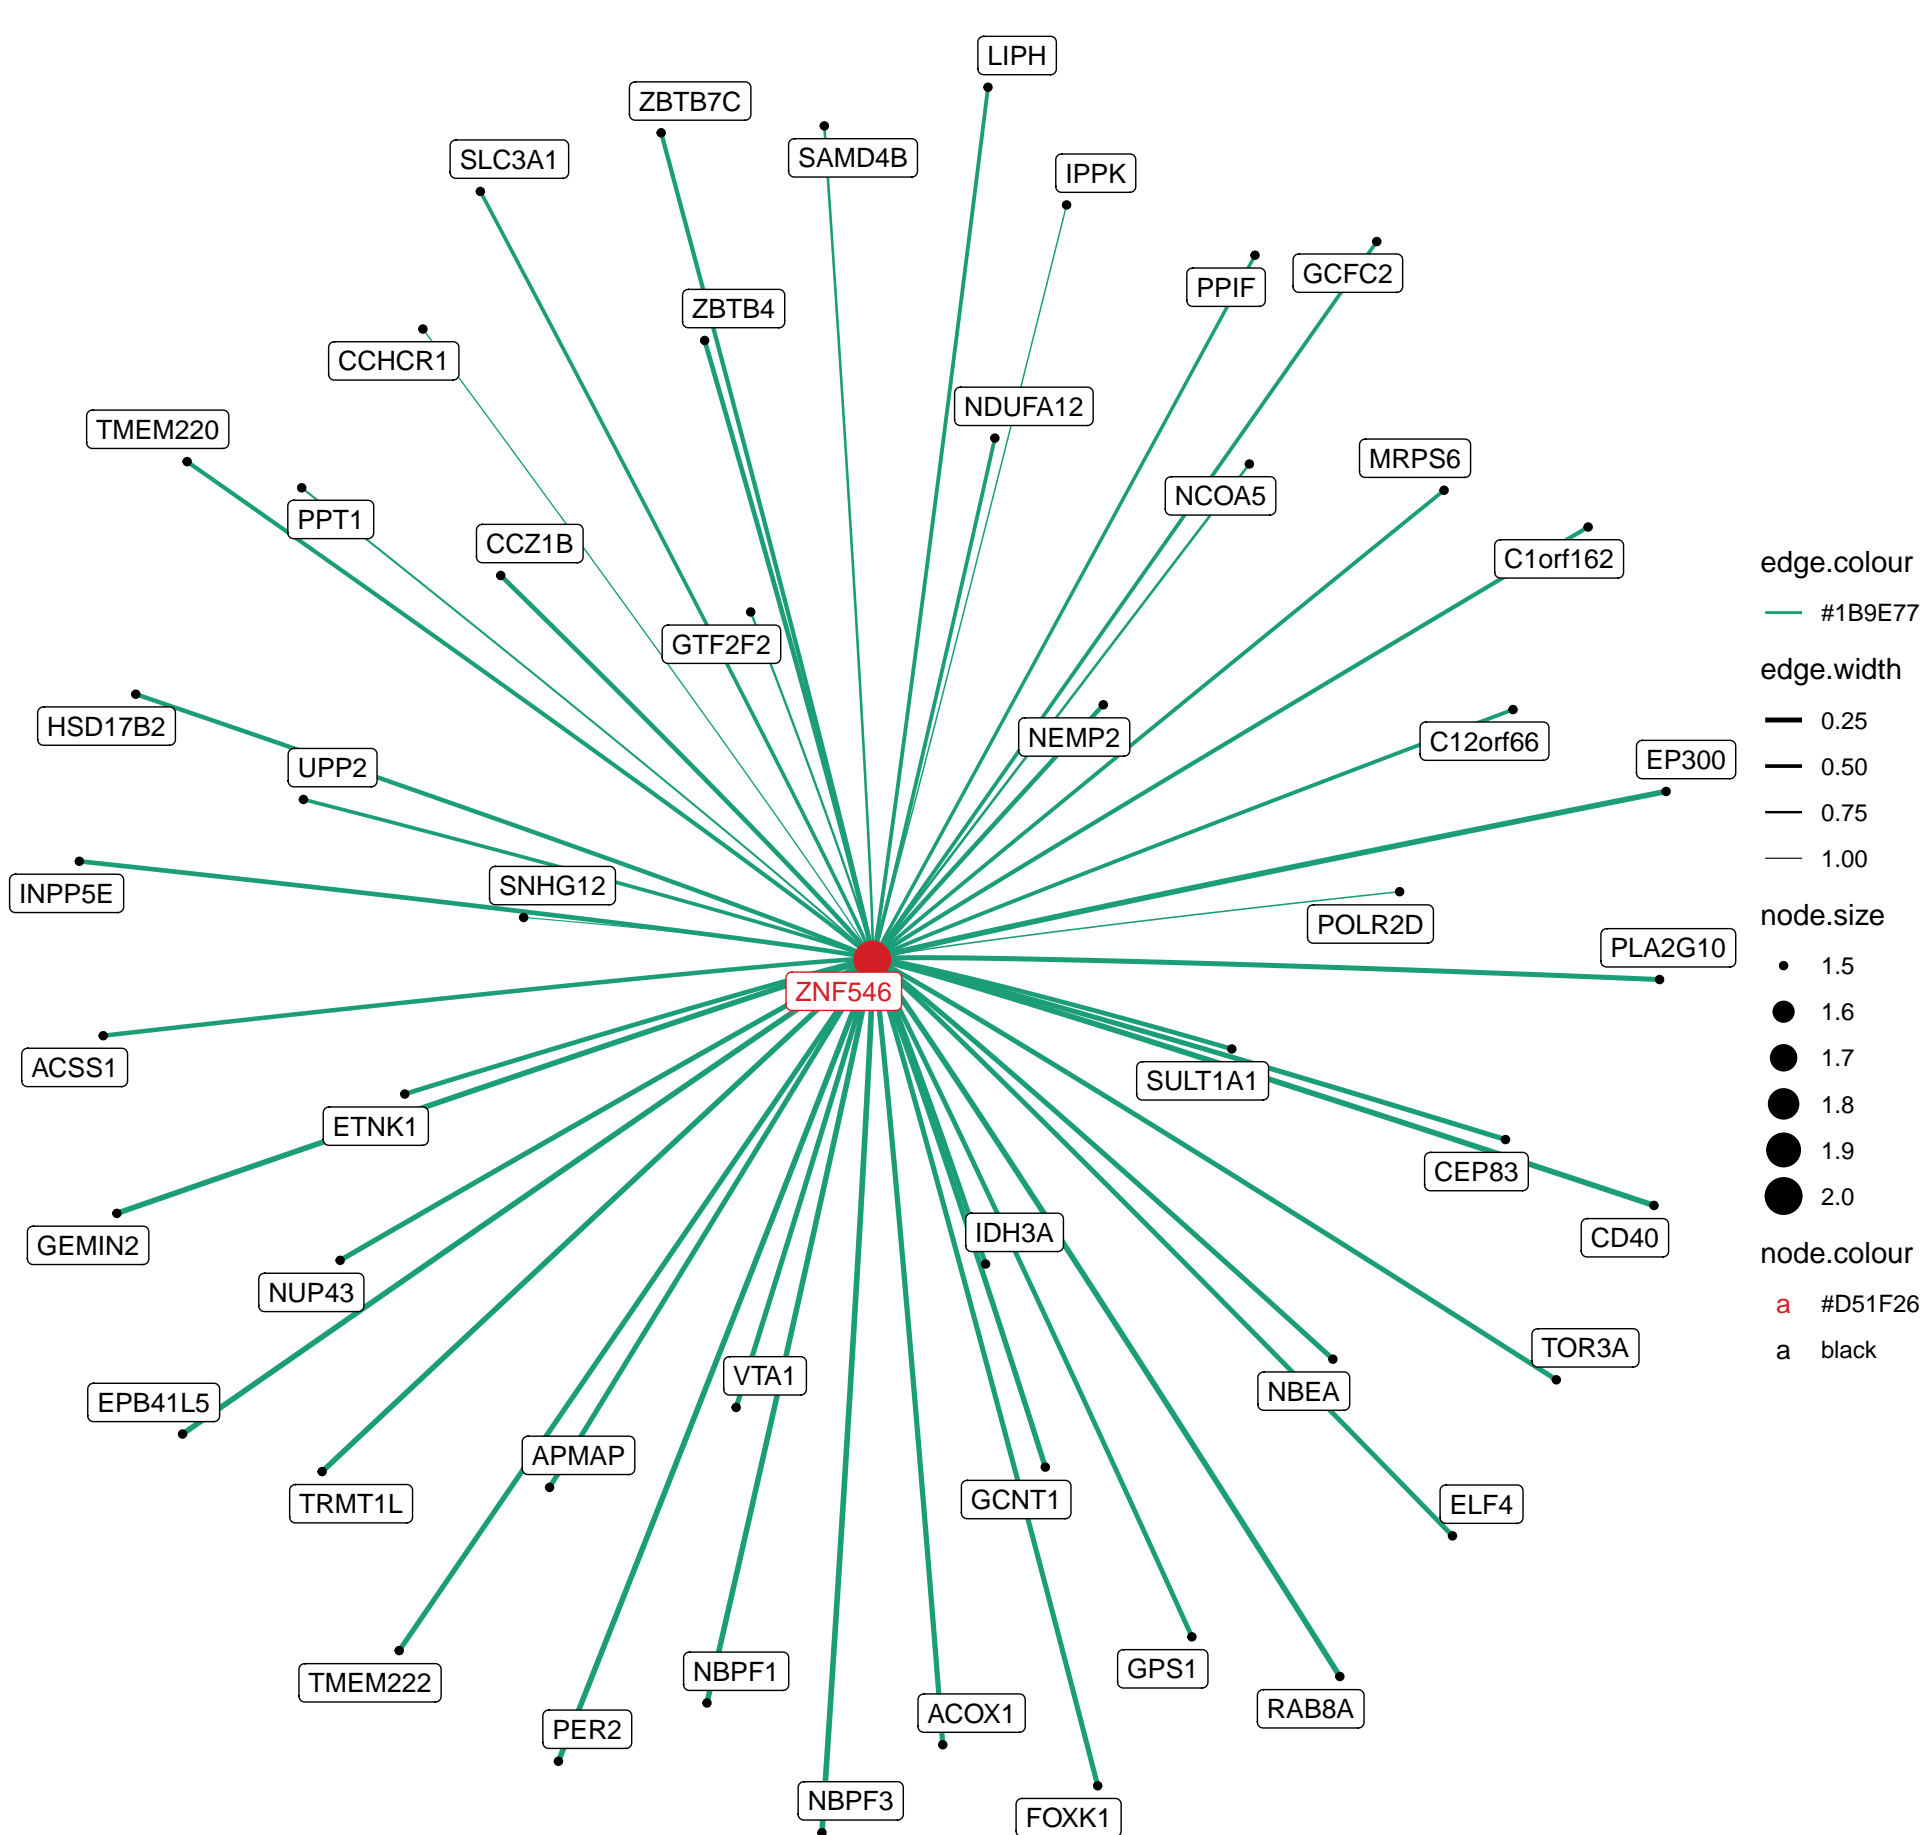 LIPH
ZBTB7C
SAMD4B
SLC3A1
IPPK
PPIF
GCFC2
ZBTB4
CCHCR1
NDUFA12
TMEM220
MRPS6
NCOA5
PPT1
CCZ1B
C1orf162
GTF2F2
HSD17B2
NEMP2
C12orf66
UPP2
EP300
SNHG12
INPP5E
POLR2D
PLA2G10
ZNF546
ACSS1
SULT1A1
ETNK1
CEP83
IDH3A
CD40
GEMIN2
NUP43
TOR3A
VTA1
NBEA
EPB41L5
APMAP
GCNT1
TRMT1L
ELF4
GPS1
NBPF1
TMEM222
RAB8A
ACOX1
PER2
NBPF3
FOXK1
edge.colour
#1B9E77
edge.width
0.25
0.50
0.75
1.00
node.size
1.5
1.6
1.7
1.8
1.9
2.0
node.colour
a #D51F26
a black